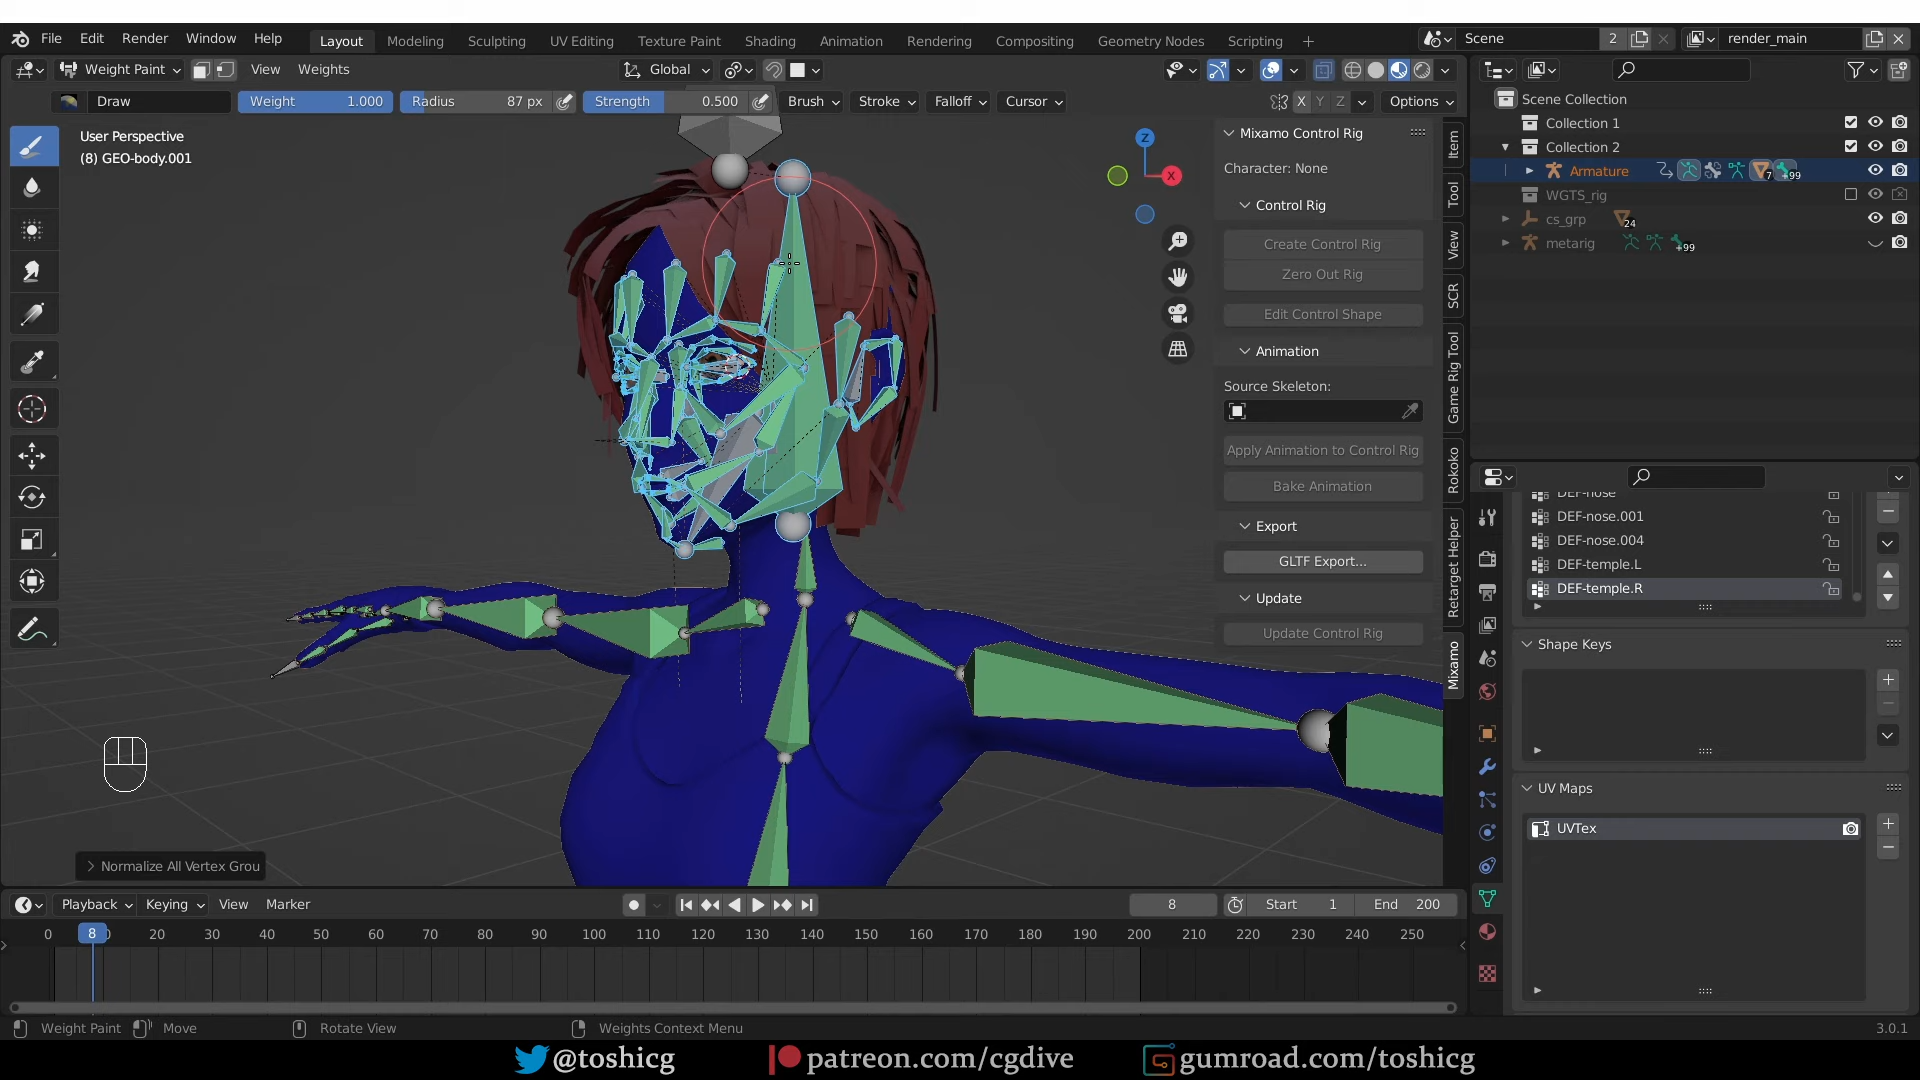 File Edit Render Window Help Layout Modeling Sculpting UV Editing Texture Paint Shading Animation Rendering Compositing Geometry Nodes Scripting + Scene 2 render_main
Weight Paint View Weights Global
Draw Weight 1.000 Radius 87 px Strength 0.500 Brush Stroke Falloff Cursor X Y Z Options
User Perspective
(8) GEO-body.001
Z
X
Mixamo Control Rig
Character: None
Control Rig
Create Control Rig
Zero Out Rig
Edit Control Shape
Animation
Source Skeleton:
Apply Animation to Control Rig
Bake Animation
Export
GLTF Export...
Update
Update Control Rig
Item
Tool
View
SCR
Game Rig Tool
Rokoko
Retarget Helper
Mixamo
Scene Collection
Collection 1
Collection 2
Armature 7 +99
WGTS_rig
cs_grp 24
metarig +99
DEF-nose
DEF-nose.001
DEF-nose.004
DEF-temple.L
DEF-temple.R
Shape Keys
UV Maps
UVTex
Normalize All Vertex Grou
Playback Keying View Marker 8 Start 1 End 200
0 8 20 30 40 50 60 70 80 90 100 110 120 130 140 150 160 170 180 190 200 210 220 230 240 250
Weight Paint Move Rotate View Weights Context Menu 3.0.1
@toshicg patreon.com/cgdive gumroad.com/toshicg